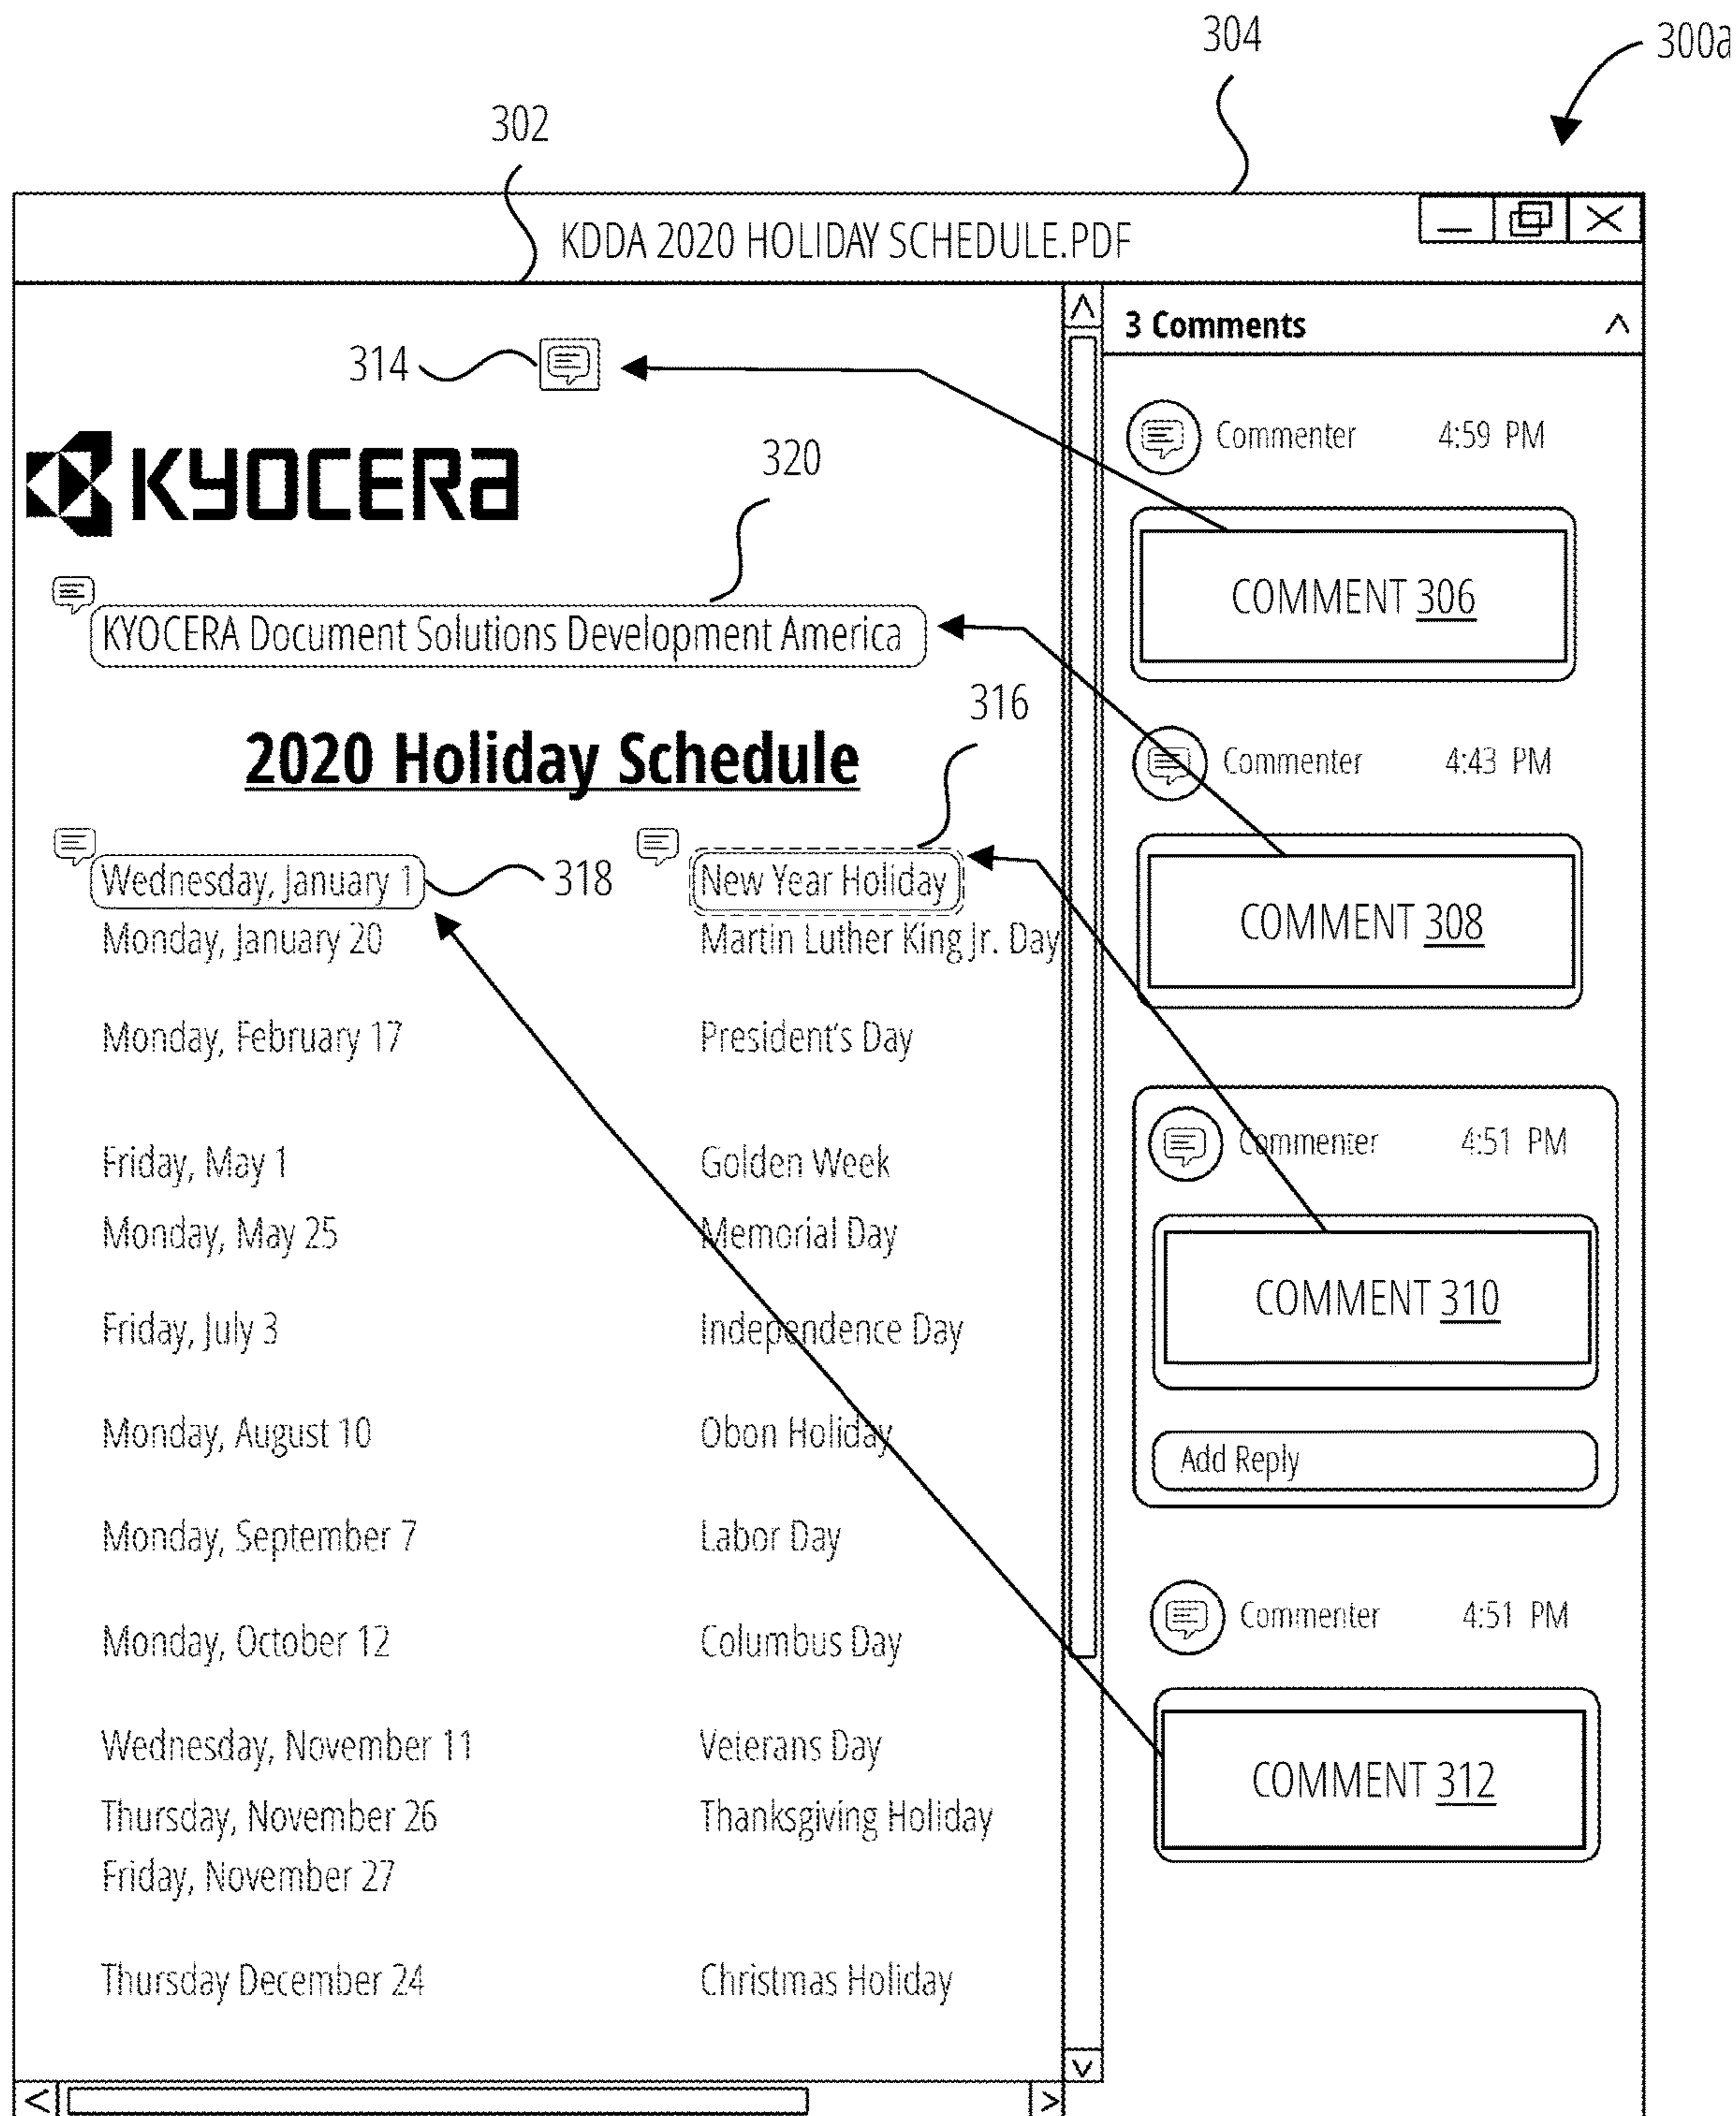 304
300a
302
KDDA 2020 HOLIDAY SCHEDULE.PDF
314
KYOCERA
320
KYOCERA Document Solutions Development America
316
2020 Holiday Schedule
Wednesday, January 1 318 New Year Holiday
Monday, January 20 Martin Luther King Jr. Day
Monday, February 17 President's Day
Friday, May 1 Golden Week
Monday, May 25 Memorial Day
Friday, July 3 Independence Day
Monday, August 10 Obon Holiday
Monday, September 7 Labor Day
Monday, October 12 Columbus Day
Wednesday, November 11 Veterans Day
Thursday, November 26 Thanksgiving Holiday
Friday, November 27
Thursday December 24 Christmas Holiday
3 Comments
Commenter 4:59 PM
COMMENT 306
Commenter 4:43 PM
COMMENT 308
Commenter 4:51 PM
COMMENT 310
Add Reply
Commenter 4:51 PM
COMMENT 312